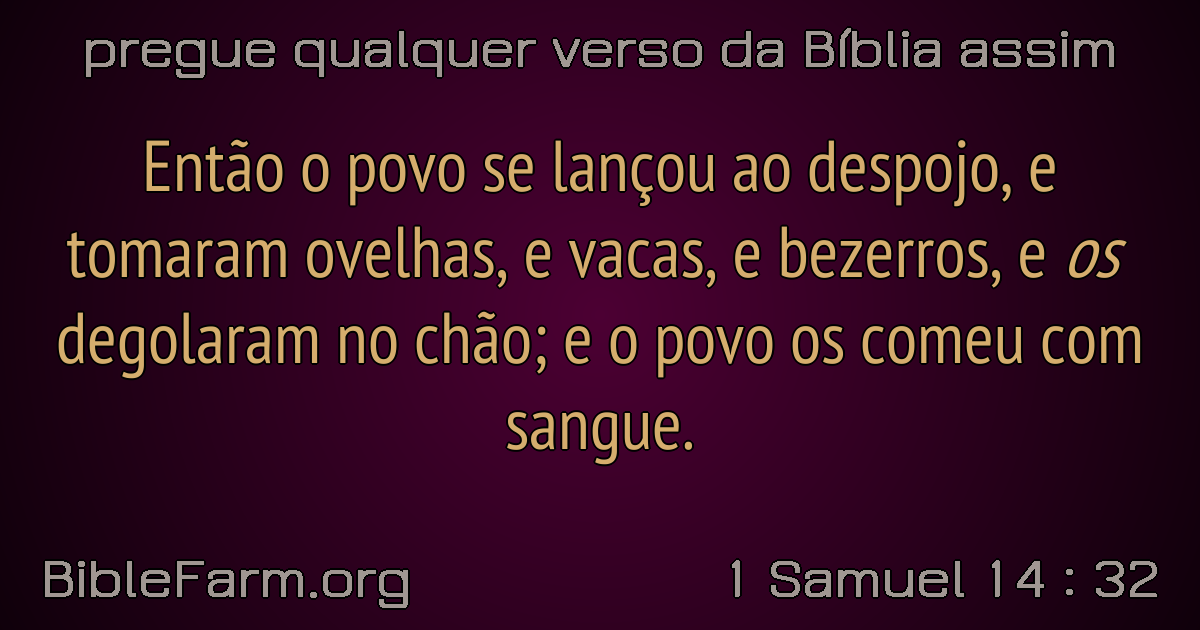 pregue qualquer verso da Bíblia assim
Então o povo se lançou ao despojo, e
tomaram ovelhas, e vacas, e bezerros, e os
degolaram no chão; e o povo os comeu com
sangue.
BibleFarm.org
1 Samuel 14 : 32